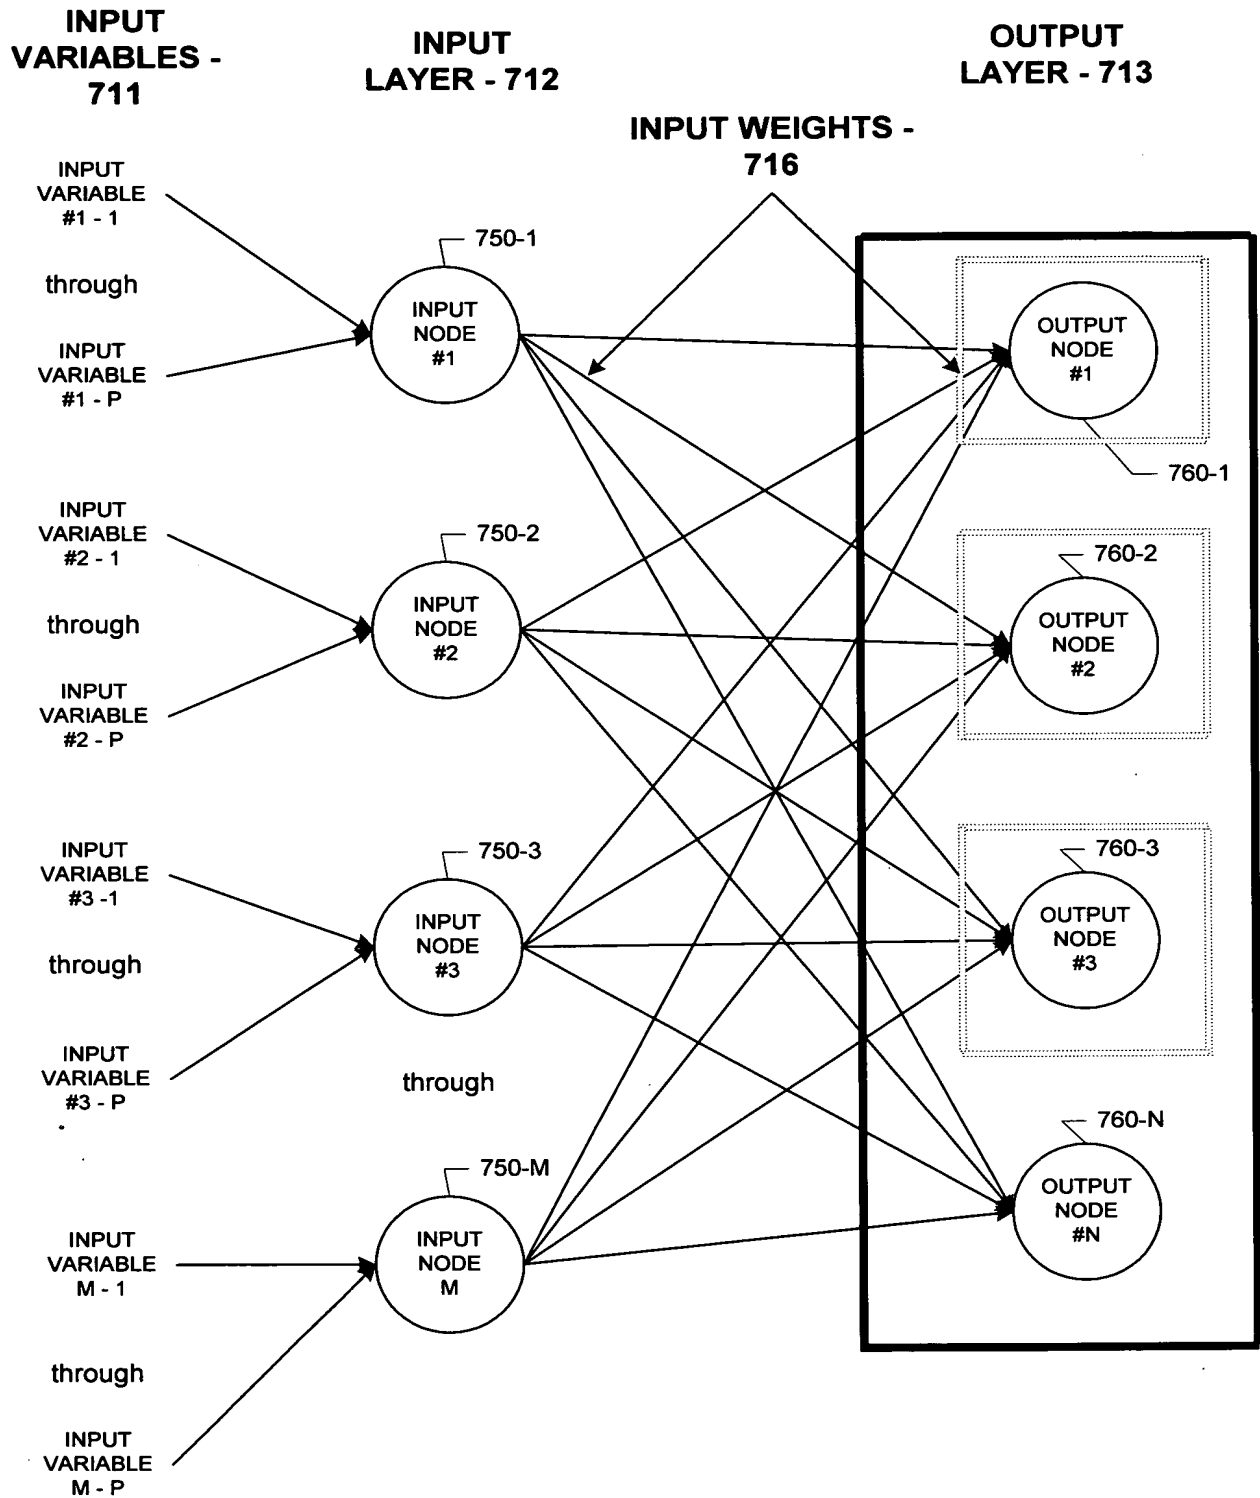 INPUT
VARIABLES -
711
INPUT
LAYER - 712
OUTPUT
LAYER - 713
INPUT WEIGHTS -
716
INPUT
VARIABLE
#1 - 1
through
INPUT
VARIABLE
#1 - P
INPUT
VARIABLE
#2 - 1
through
INPUT
VARIABLE
#2 - P
INPUT
VARIABLE
#3 -1
through
INPUT
VARIABLE
#3 - P
INPUT
VARIABLE
M - 1
through
INPUT
VARIABLE
M - P
750-1
INPUT
NODE
#1
750-2
INPUT
NODE
#2
750-3
INPUT
NODE
#3
through
750-M
INPUT
NODE
M
OUTPUT
NODE
#1
760-1
760-2
OUTPUT
NODE
#2
760-3
OUTPUT
NODE
#3
760-N
OUTPUT
NODE
#N